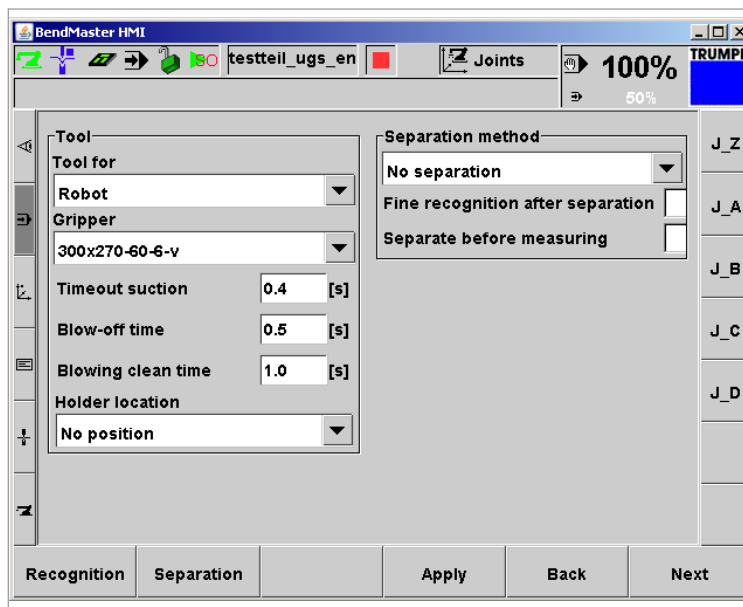 BendMaster HMI
SO
testteil_ugs_en
Joints
100%
50%
TRUMPF
Tool
Tool for
Robot
Gripper
300x270-60-6-v
Timeout suction 0.4 [s]
Blow-off time 0.5 [s]
Blowing clean time 1.0 [s]
Holder location
No position
Separation method
No separation
Fine recognition after separation
Separate before measuring
J_Z
J_A
J_B
J_C
J_D
Recognition Separation Apply Back Next